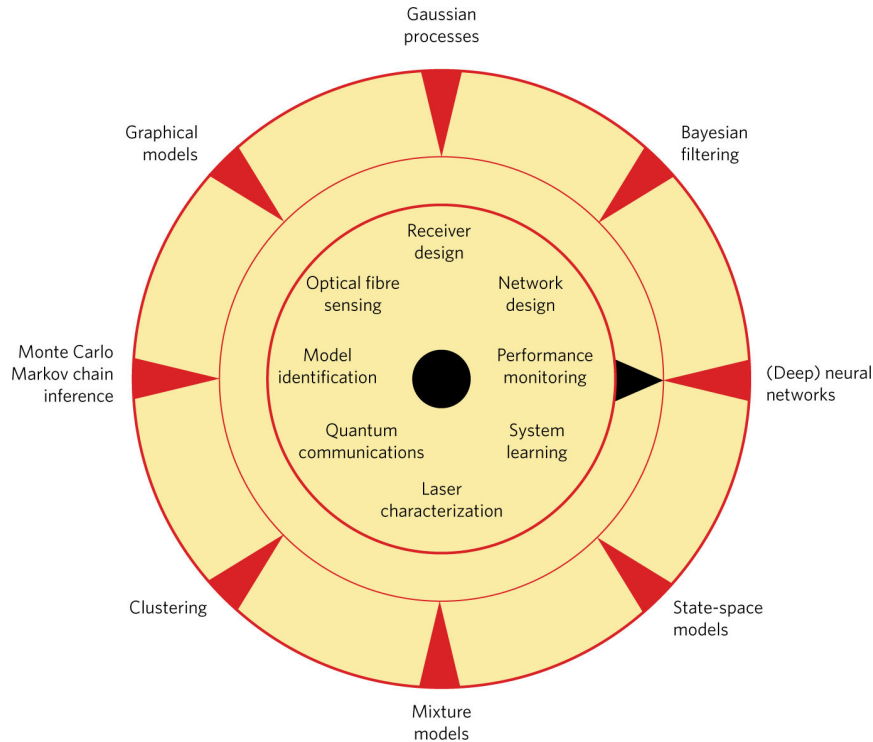 Gaussian
processes
Graphical
models
Bayesian
filtering
Receiver
design
Optical fibre
sensing
Network
design
Monte Carlo
Markov chain
inference
Model
identification
Performance
monitoring
(Deep) neural
networks
Quantum
communications
System
learning
Laser
characterization
Clustering
State-space
models
Mixture
models